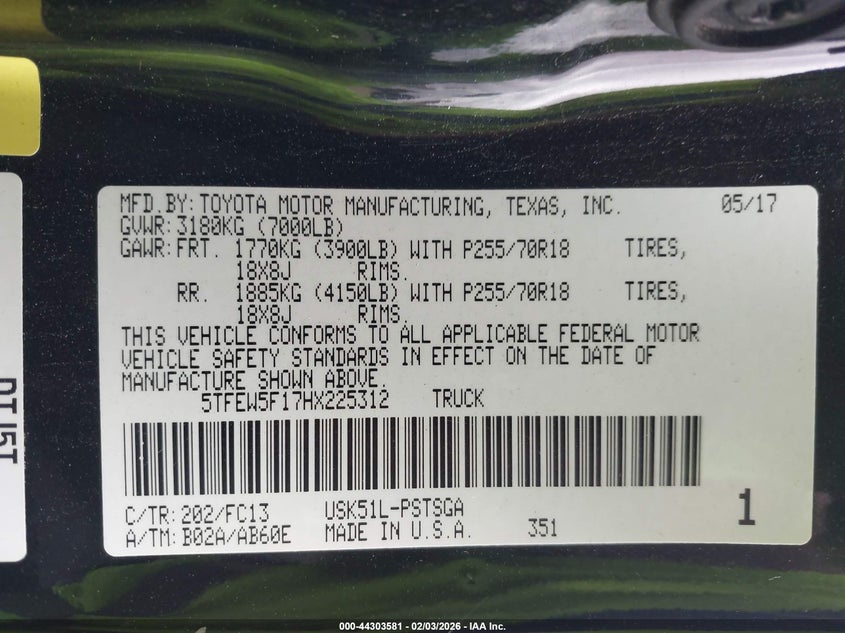 MFD.BY: TOYOTA MOTOR MANUFACTURING, TEXAS, INC. 05/17
GVWR: 3180KG (7000LB)
GAWR: FRT. 1770KG (3900LB) WITH P255/70R18 TIRES,
18X8J RIMS.
RR. 1885KG (4150LB) WITH P255/70R18 TIRES,
18X8J RIMS.
THIS VEHICLE CONFORMS TO ALL APPLICABLE FEDERAL MOTOR
VEHICLE SAFETY STANDARDS IN EFFECT ON THE DATE OF
MANUFACTURE SHOWN ABOVE.
5TFEW5F17HX225312 TRUCK
C/TR: 202/FC13 USK51L-PSTSGA
A/TM: B02A/AB60E MADE IN U.S.A. 351
1
000-44303581 - 02/03/2026 - IAA Inc.